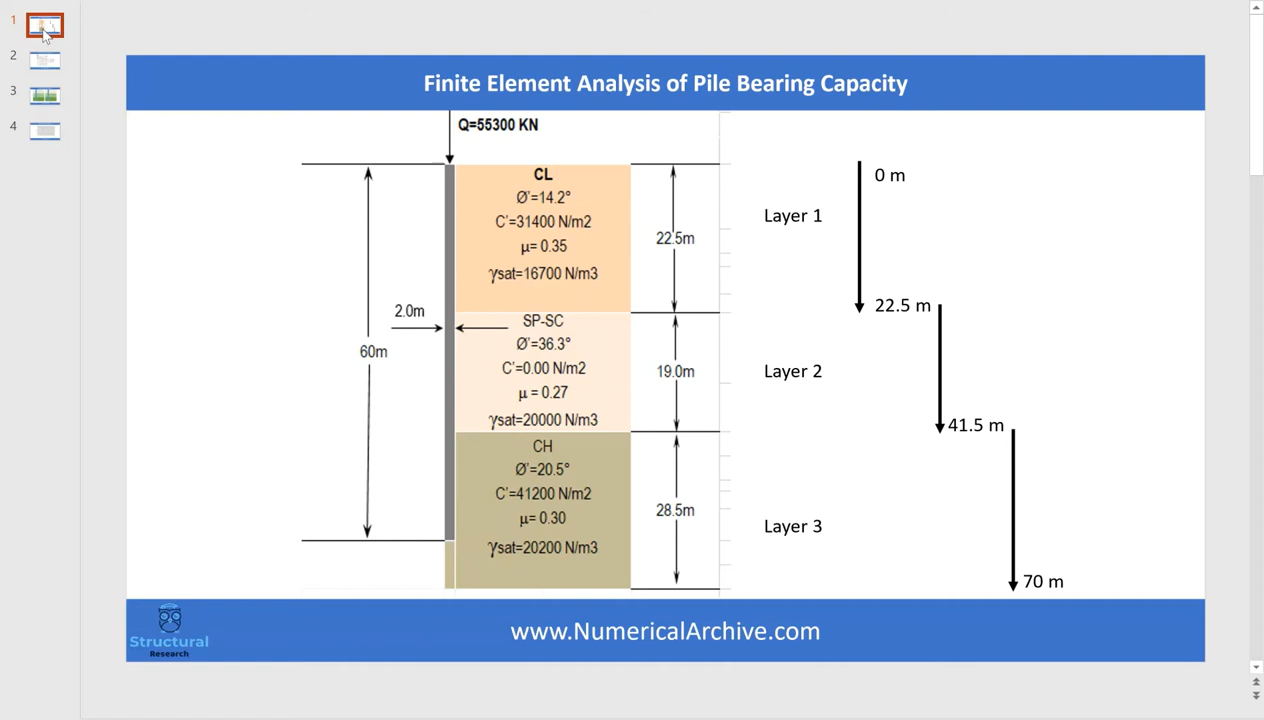 1
2
3
4
Finite Element Analysis of Pile Bearing Capacity
Q=55300 KN
CL
Ø'=14.2°
C'=31400 N/m2
µ= 0.35
γsat=16700 N/m3
22.5m
2.0m
60m
SP-SC
Ø'=36.3°
C'=0.00 N/m2
µ = 0.27
γsat=20000 N/m3
19.0m
CH
Ø'=20.5°
C'=41200 N/m2
µ= 0.30
γsat=20200 N/m3
28.5m
Layer 1
0 m
22.5 m
Layer 2
41.5 m
Layer 3
70 m
Structural
Research
www.NumericalArchive.com